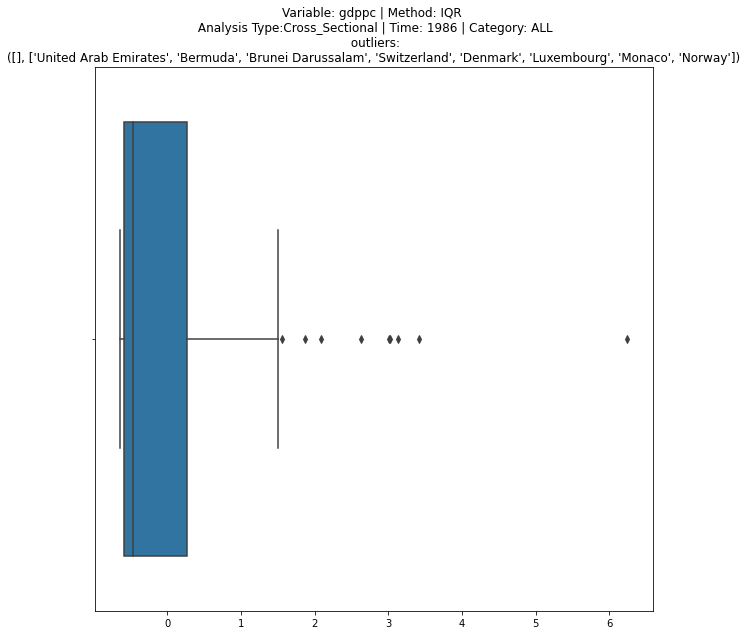 Variable: gdppc | Method: IQR
Analysis Type:Cross_Sectional | Time: 1986 | Category: ALL
outliers:
([], ['United Arab Emirates', 'Bermuda', 'Brunei Darussalam', 'Switzerland', 'Denmark', 'Luxembourg', 'Monaco', 'Norway'])
0 1 2 3 4 5 6